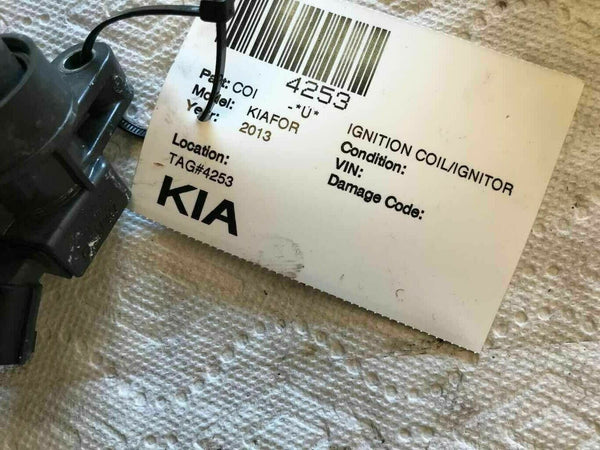 4253
-*U*
Part: COI
Model: KIAFOR
Year: 2013
IGNITION COIL/IGNITOR
Condition:
VIN:
Damage Code:
Location:
TAG#4253
KIA